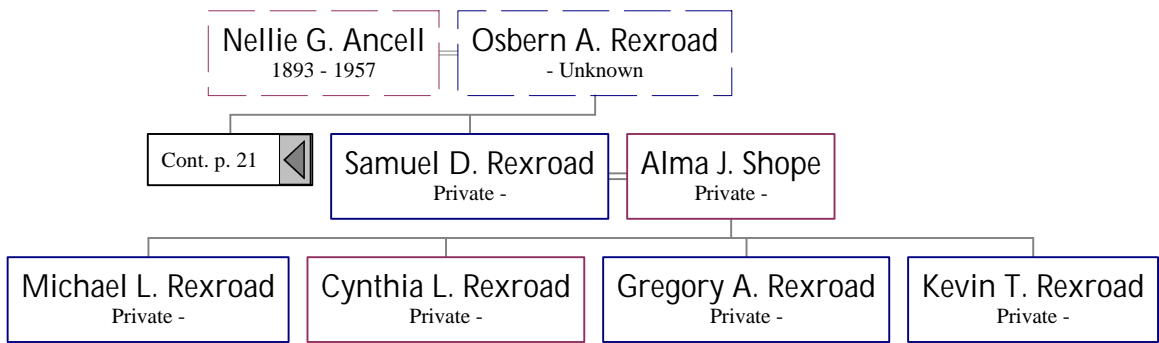 Nellie G. Ancell
1893 - 1957
Osbern A. Rexroad
- Unknown
Cont. p. 21
Samuel D. Rexroad
Private -
Alma J. Shope
Private -
Michael L. Rexroad
Private -
Cynthia L. Rexroad
Private -
Gregory A. Rexroad
Private -
Kevin T. Rexroad
Private -